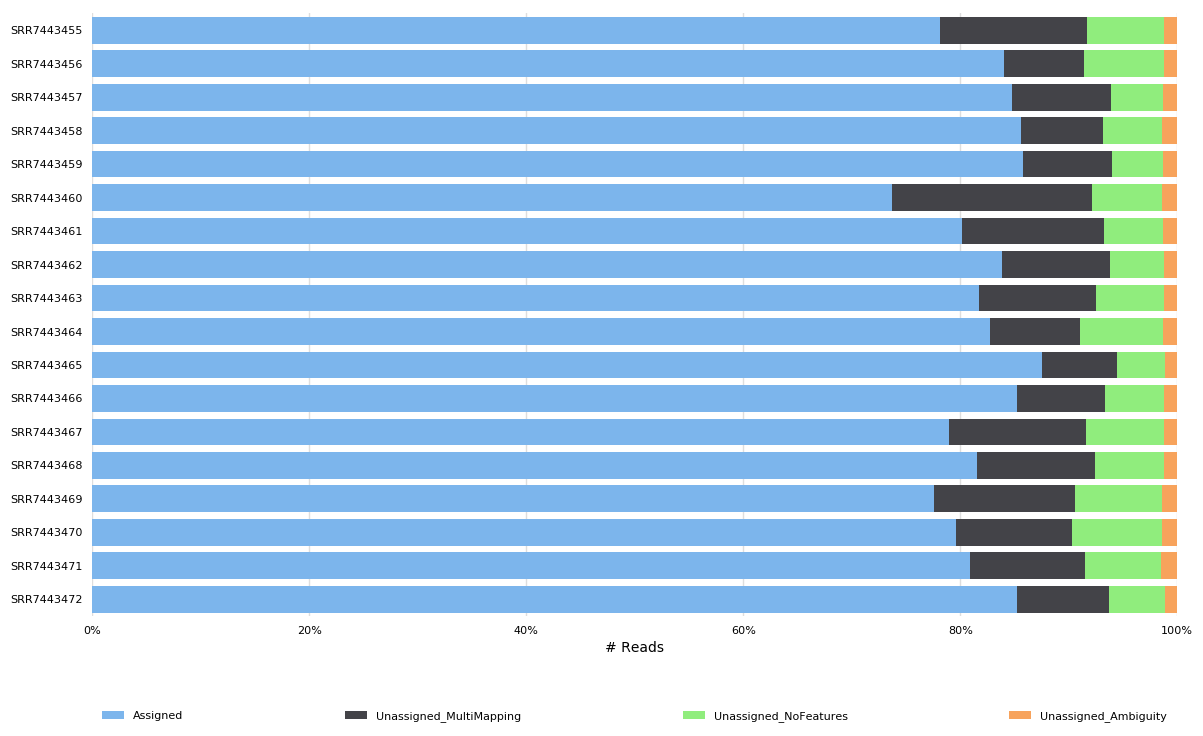 SRR7443455
SRR7443456
SRR7443457
SRR7443458
SRR7443459
SRR7443460
SRR7443461
SRR7443462
SRR7443463
SRR7443464
SRR7443465
SRR7443466
SRR7443467
SRR7443468
SRR7443469
SRR7443470
SRR7443471
SRR7443472
0% 20% 40% 60% 80% 100%
# Reads
Assigned Unassigned_MultiMapping Unassigned_NoFeatures Unassigned_Ambiguity